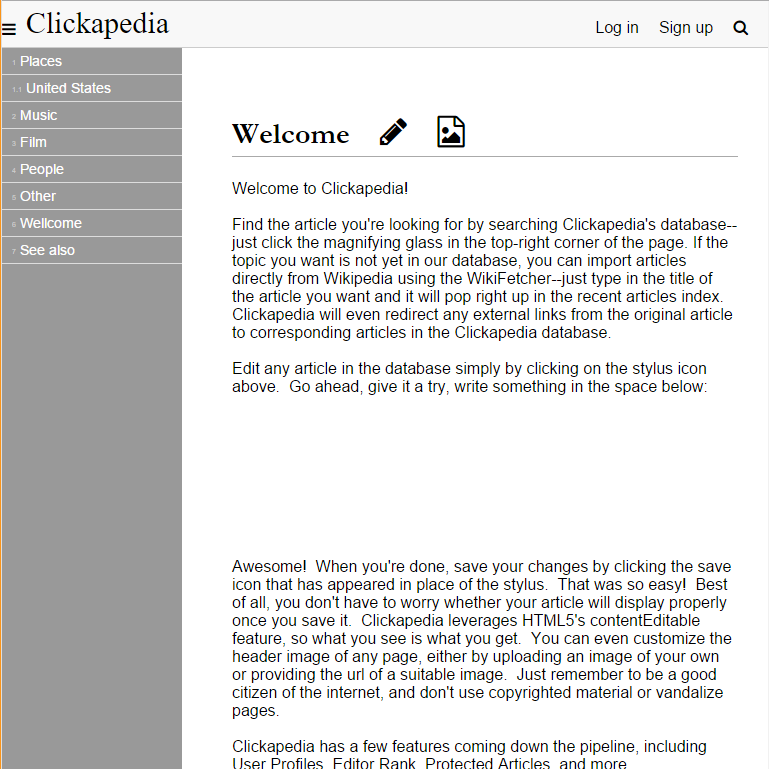 Clickapedia
Log in Sign up
1 Places
1.1 United States
2 Music
3 Film
4 People
5 Other
6 Wellcome
7 See also
Welcome
Welcome to Clickapedia!
Find the article you're looking for by searching Clickapedia's database--
just click the magnifying glass in the top-right corner of the page. If the
topic you want is not yet in our database, you can import articles
directly from Wikipedia using the WikiFetcher--just type in the title of
the article you want and it will pop right up in the recent articles index.
Clickapedia will even redirect any external links from the original article
to corresponding articles in the Clickapedia database.
Edit any article in the database simply by clicking on the stylus icon
above.  Go ahead, give it a try, write something in the space below:
Awesome!  When you're done, save your changes by clicking the save
icon that has appeared in place of the stylus.  That was so easy!  Best
of all, you don't have to worry whether your article will display properly
once you save it.  Clickapedia leverages HTML5's contentEditable
feature, so what you see is what you get.  You can even customize the
header image of any page, either by uploading an image of your own
or providing the url of a suitable image.  Just remember to be a good
citizen of the internet, and don't use copyrighted material or vandalize
pages.
Clickapedia has a few features coming down the pipeline, including
User Profiles, Editor Rank, Protected Articles, and more